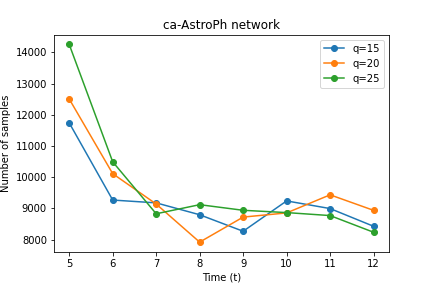 ca-AstroPh network
q=15
q=20
q=25
Number of samples
14000
13000
12000
11000
10000
9000
8000
5 6 7 8 9 10 11 12
Time (t)